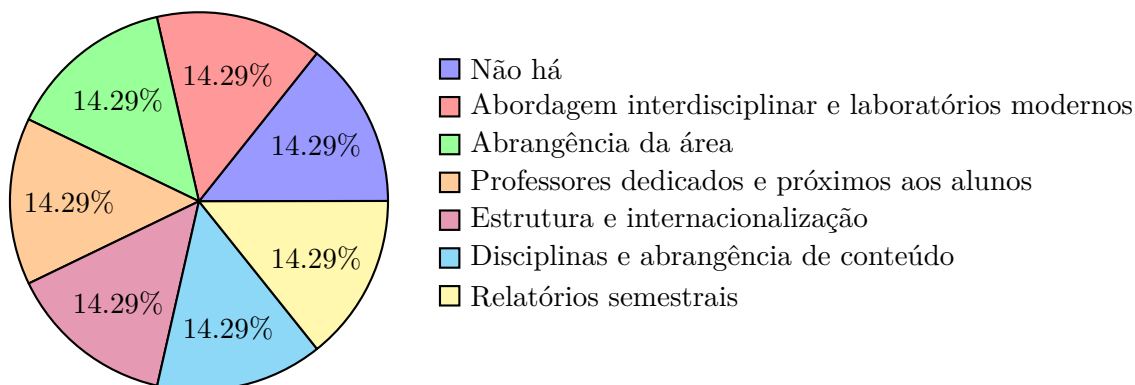 14.29%
14.29%
14.29%
14.29%
14.29%
14.29%
14.29%
Não há
Abordagem interdisciplinar e laboratórios modernos
Abrangência da área
Professores dedicados e próximos aos alunos
Estrutura e internacionalização
Disciplinas e abrangência de conteúdo
Relatórios semestrais